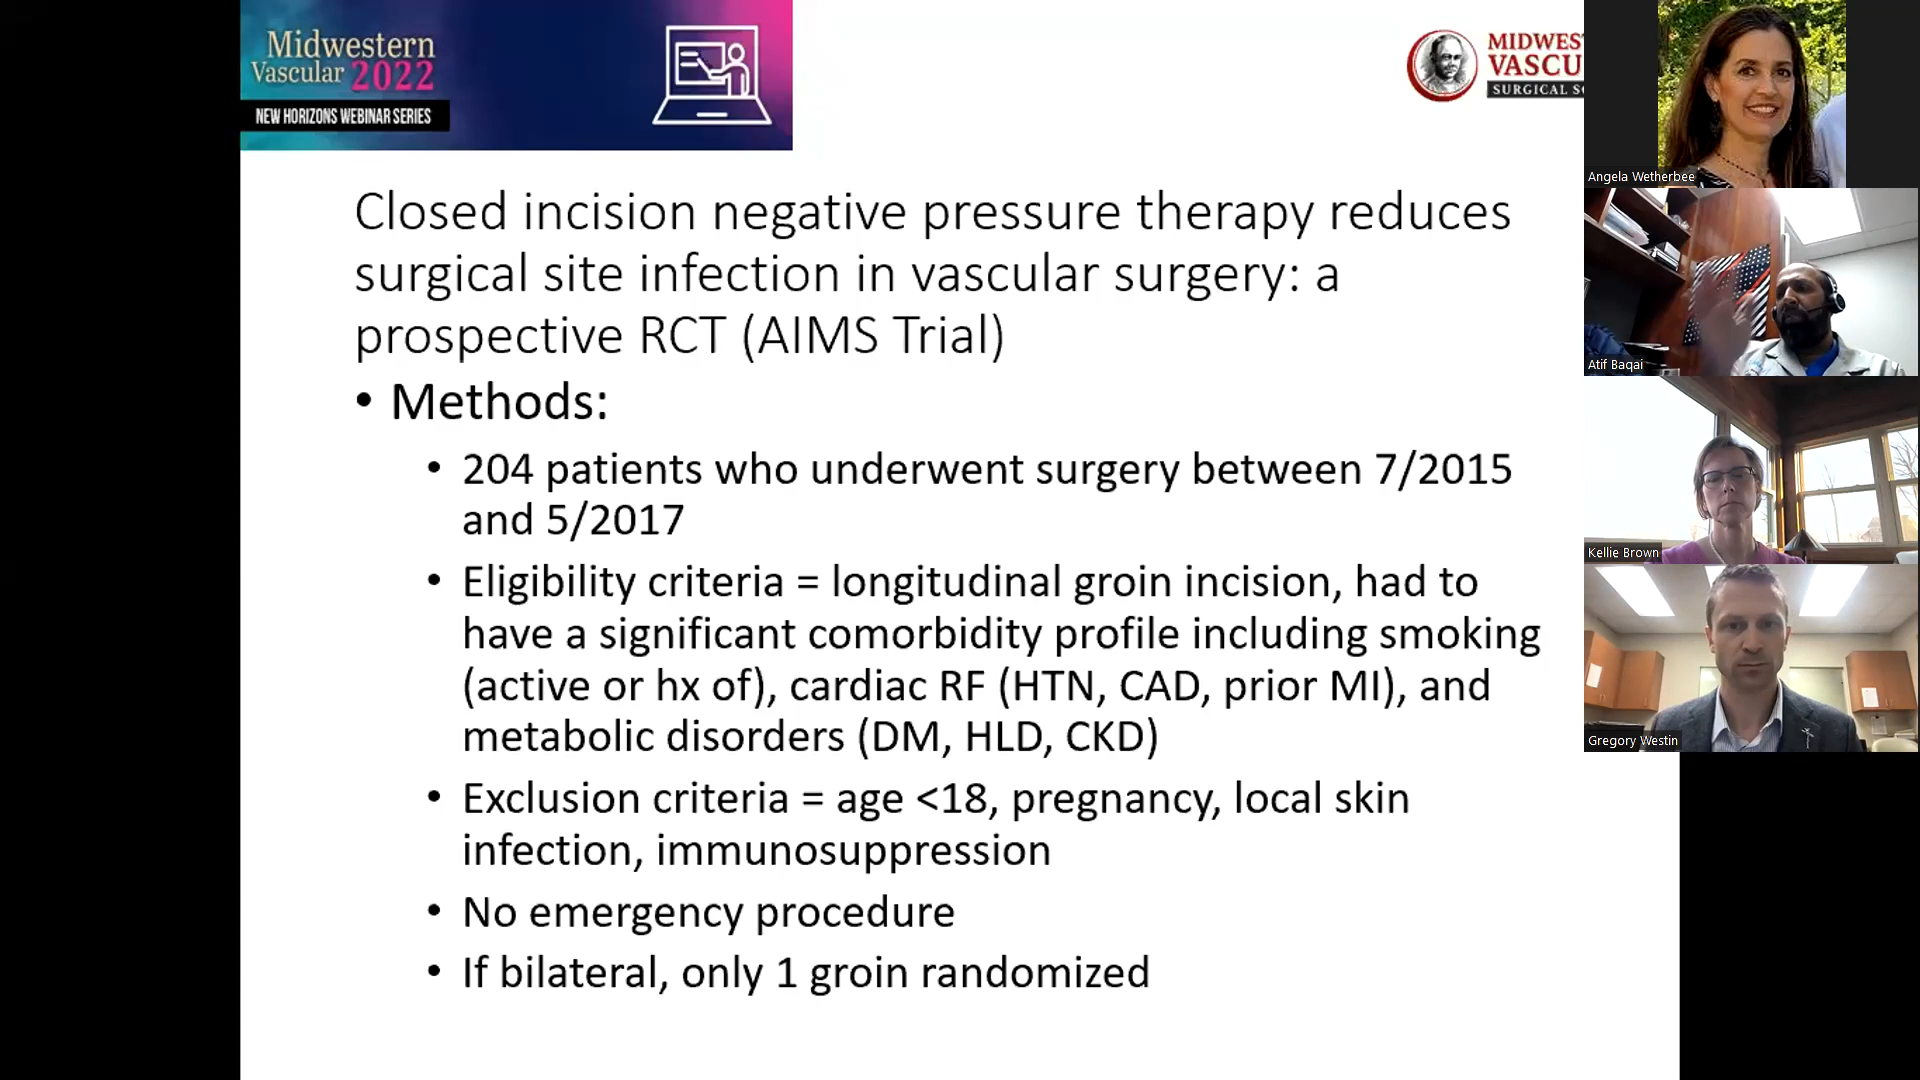 Midwestern
Vascular 2022
NEW HORIZONS WEBINAR SERIES
VASCU
Closed incision negative pressure therapy reduces
surgical site infection in vascular surgery: a
prospective RCT (AIMS Trial)
• Methods:
• 204 patients who underwent surgery between 7/2015
and 5/2017
• Eligibility criteria = longitudinal groin incision, had to
have a significant comorbidity profile including smoking
(active or hx of), cardiac RF (HTN, CAD, prior MI), and
metabolic disorders (DM, HLD, CKD)
• Exclusion criteria = age <18, pregnancy, local skin
infection, immunosuppression
• No emergency procedure
• If bilateral, only 1 groin randomized
Angela Wetherbee
Atif Baqai
Kellie Brown
Gregory Westin